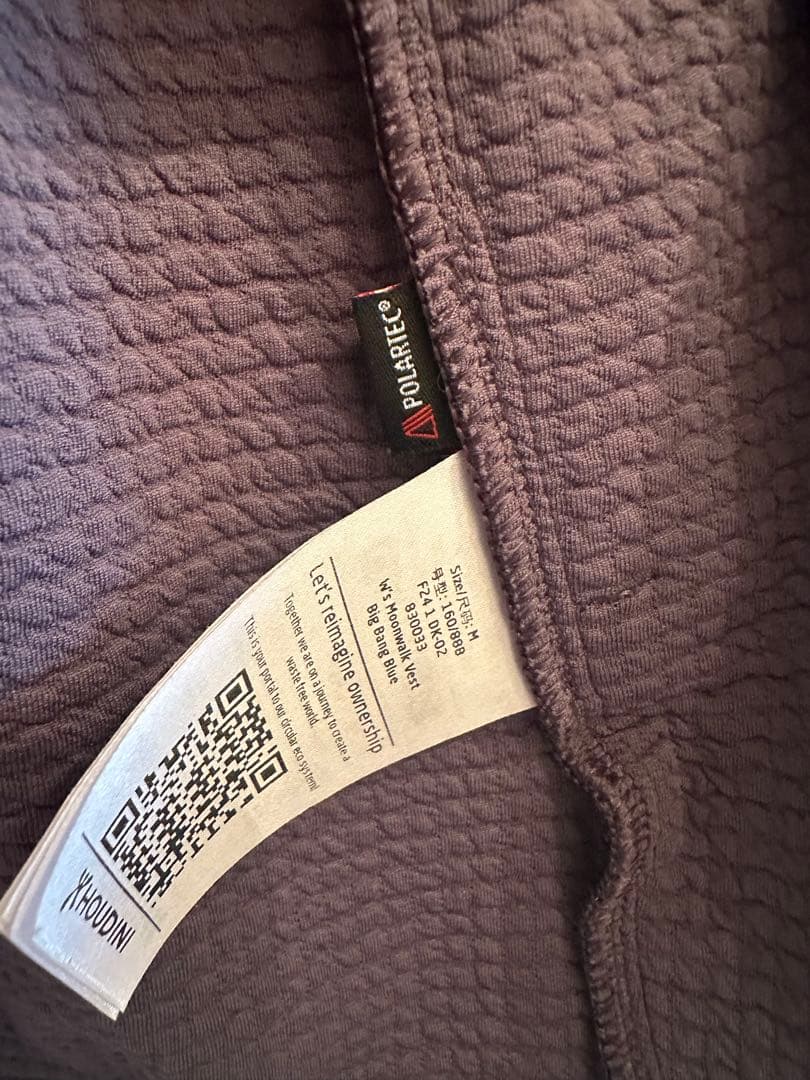 POLARTEC®
Size/尺码: M
号型: 160/88B
F24 1 DK-02
830033
W's Moonwalk Vest
Big Bang Blue
Let's reimagine ownership
Together we are on a journey to create a
waste free world.
This is your portal to our circular eco system!
HOUDINI